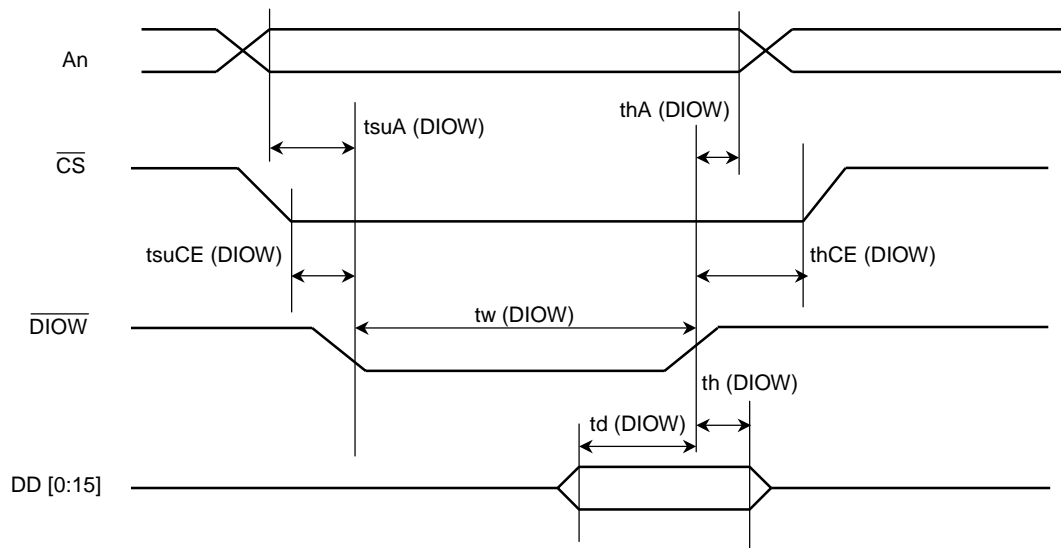 An
tsuA (DIOW)
thA (DIOW)
CS
tsuCE (DIOW)
thCE (DIOW)
DIOW
tw (DIOW)
th (DIOW)
td (DIOW)
DD [0:15]